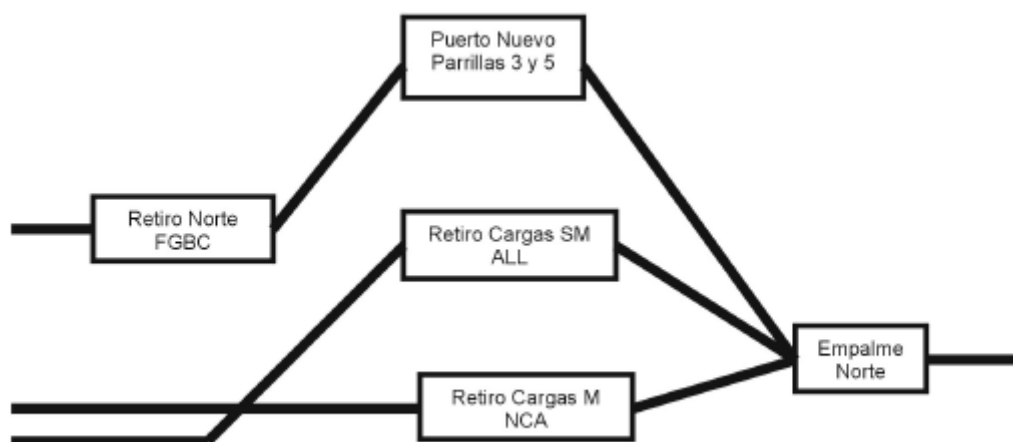 Puerto Nuevo
Parrillas 3 y 5
Retiro Norte
FGBC
Retiro Cargas SM
ALL
Empalme
Norte
Retiro Cargas M
NCA